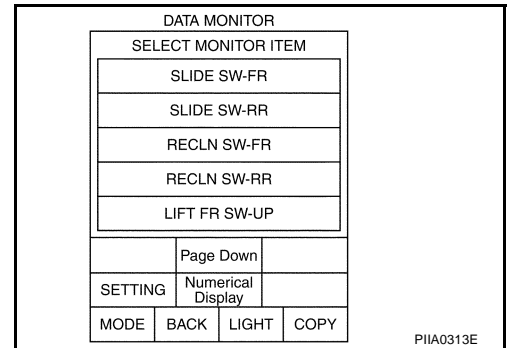 DATA MONITOR
SELECT MONITOR ITEM
SLIDE SW-FR
SLIDE SW-RR
RECLN SW-FR
RECLN SW-RR
LIFT FR SW-UP
Page Down
SETTING
Numerical
Display
MODE BACK LIGHT COPY
PIIA0313E